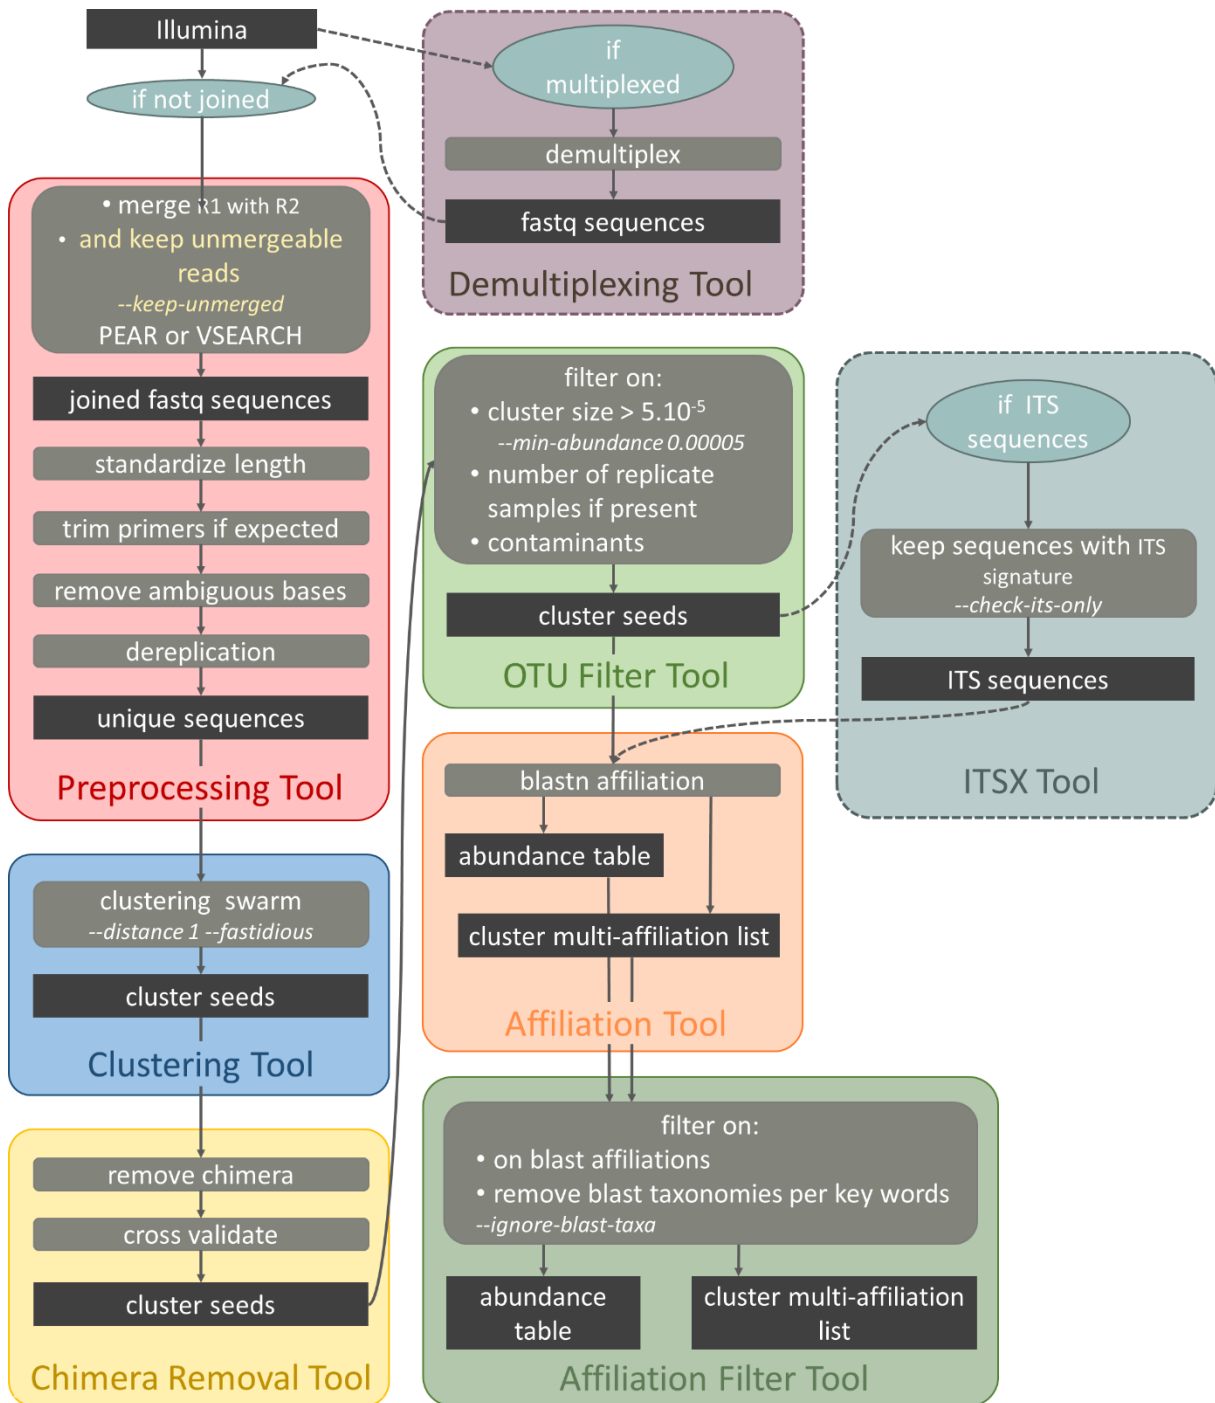 Illumina
if not joined
• merge R1 with R2
• and keep unmergeable
reads
--keep-unmerged
PEAR or VSEARCH
joined fastq sequences
standardize length
trim primers if expected
remove ambiguous bases
dereplication
unique sequences
Preprocessing Tool
clustering swarm
--distance 1 --fastidious
cluster seeds
Clustering Tool
remove chimera
cross validate
cluster seeds
Chimera Removal Tool
if
multiplexed
demultiplex
fastq sequences
Demultiplexing Tool
filter on:
• cluster size > 5.10⁻⁵
--min-abundance 0.00005
• number of replicate
samples if present
• contaminants
cluster seeds
OTU Filter Tool
if ITS
sequences
keep sequences with ITS
signature
--check-its-only
ITS sequences
ITSX Tool
blastn affiliation
abundance table
cluster multi-affiliation list
Affiliation Tool
filter on:
• on blast affiliations
• remove blast taxonomies per key words
--ignore-blast-taxa
abundance
table
cluster multi-affiliation
list
Affiliation Filter Tool